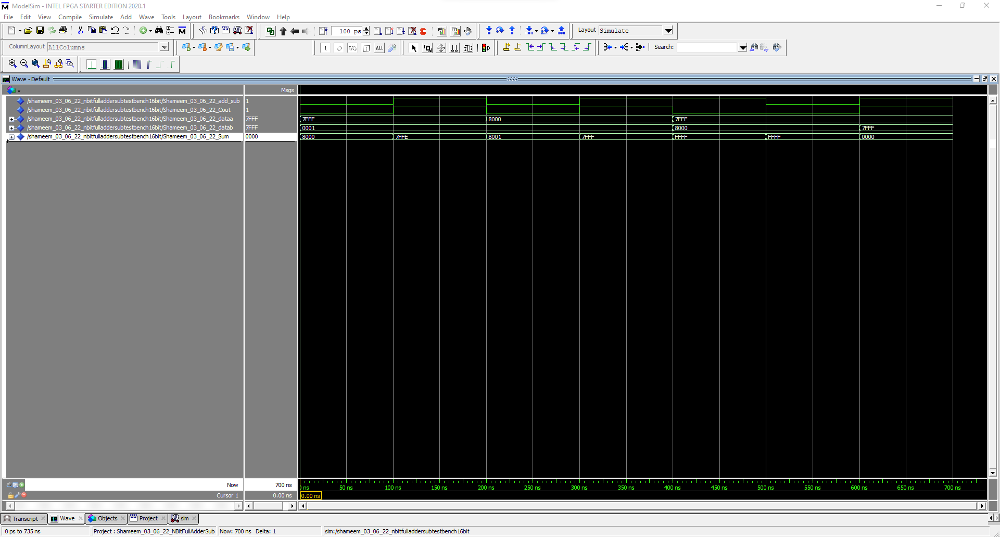 ModelSim - INTEL FPGA STARTER EDITION 2020.1
File Edit View Compile Simulate Add Wave Tools Layout Bookmarks Window Help
100 ps
Layout Simulate
ColumnLayout AllColumns
Search:
Wave - Default
Msgs
/shameem_03_06_22_nbitfulladdersubtestbench16bit/Shameem_03_06_22_add_sub 1
/shameem_03_06_22_nbitfulladdersubtestbench16bit/Shameem_03_06_22_Cout 1
/shameem_03_06_22_nbitfulladdersubtestbench16bit/Shameem_03_06_22_dataa 7FFF 7FFF 8000 7FFF
/shameem_03_06_22_nbitfulladdersubtestbench16bit/Shameem_03_06_22_datab 7FFF 0001 8000 7FFF
/shameem_03_06_22_nbitfulladdersubtestbench16bit/Shameem_03_06_22_Sum 0000 8000 7FFE 8001 7FFF FFFF FFFF 0000
Now 700 ns ns 50 ns 100 ns 150 ns 200 ns 250 ns 300 ns 350 ns 400 ns 450 ns 500 ns 550 ns 600 ns 650 ns 700 ns
Cursor 1 0.00 ns 0.00 ns
Transcript Wave Objects Project sim
0 ps to 735 ns Project : Shameem_03_06_22_NBitFullAdderSub Now: 700 ns Delta: 1 sim:/shameem_03_06_22_nbitfulladdersubtestbench16bit